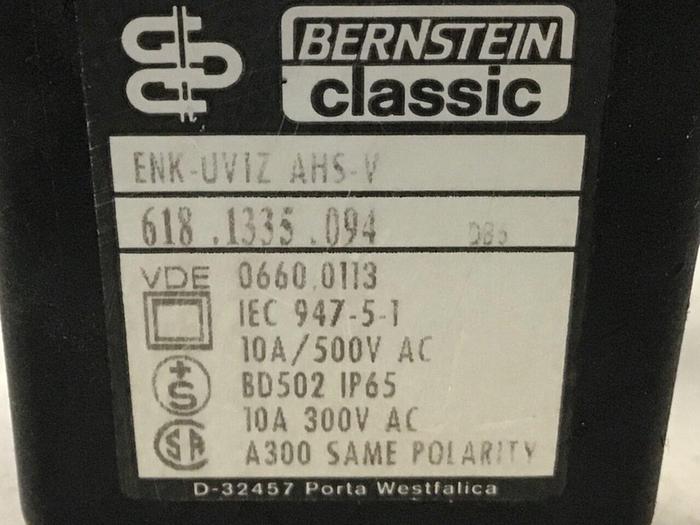 BERNSTEIN
classic
ENK-UV1Z AHS-V
618.1335.094
VDE 0660.0113
IEC 947-5-1
10A/500V AC
+S BD502 IP65
10A 300V AC
SA A300 SAME POLARITY
D-32457 Porta Westfalica